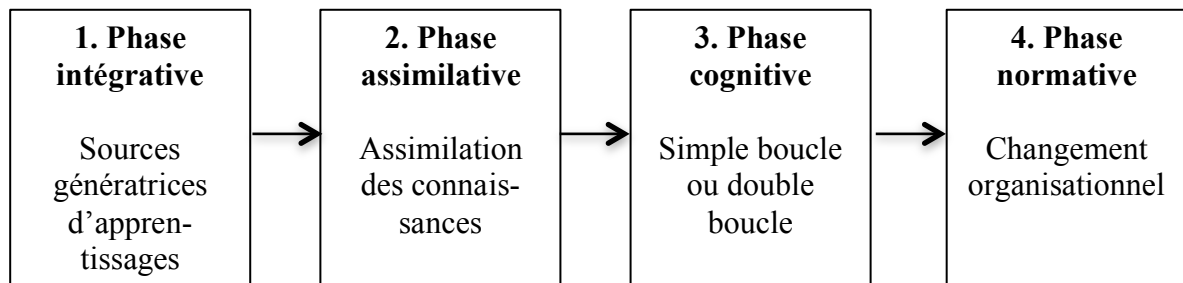 1. Phase
intégrative
Sources
génératrices
d’appren-
tissages
2. Phase
assimilative
Assimilation
des connais-
sances
3. Phase
cognitive
Simple boucle
ou double
boucle
4. Phase
normative
Changement
organisationnel